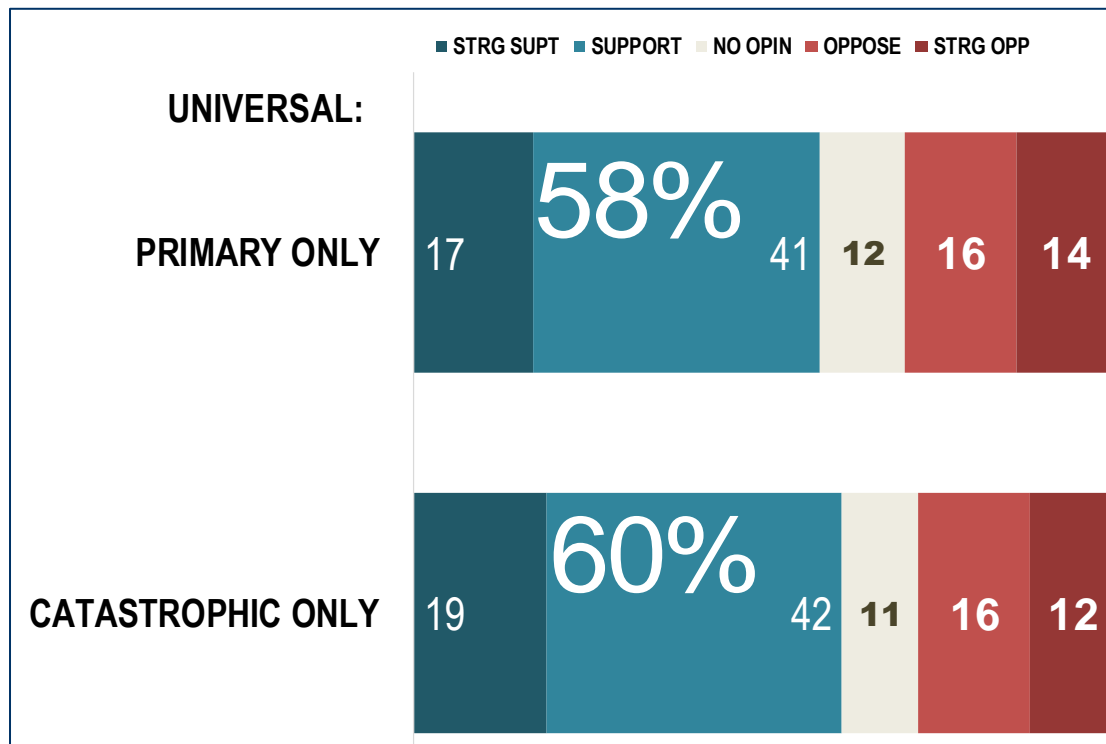 STRG SUPT SUPPORT NO OPIN OPPOSE STRG OPP
UNIVERSAL:
58%
PRIMARY ONLY 17 41 12 16 14
60%
CATASTROPHIC ONLY 19 42 11 16 12